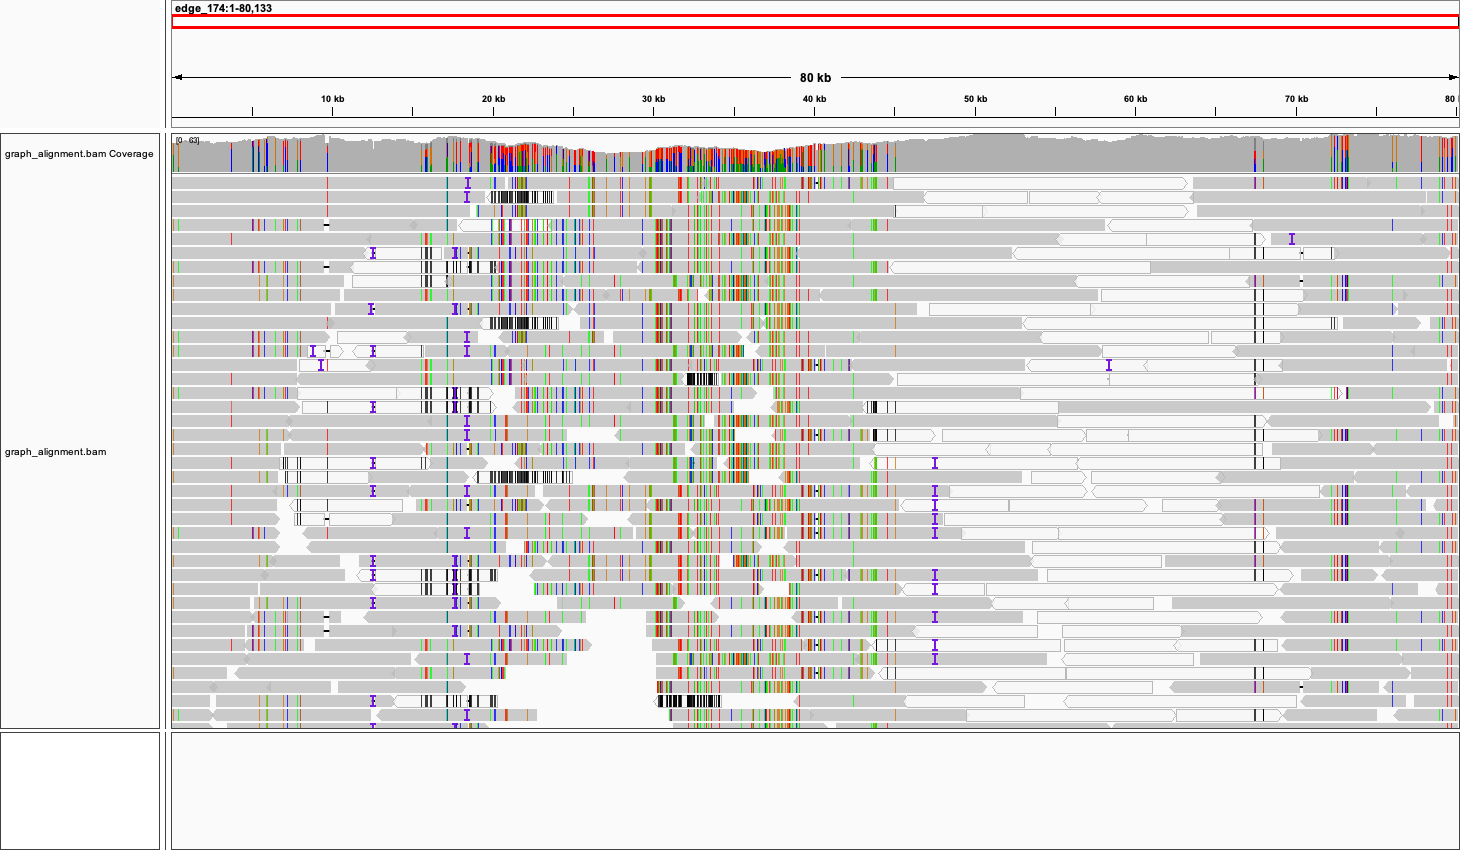 edge_174:1-80,133
80 kb
10 kb 20 kb 30 kb 40 kb 50 kb 60 kb 70 kb 80
[0 - 63]
graph_alignment.bam Coverage
graph_alignment.bam